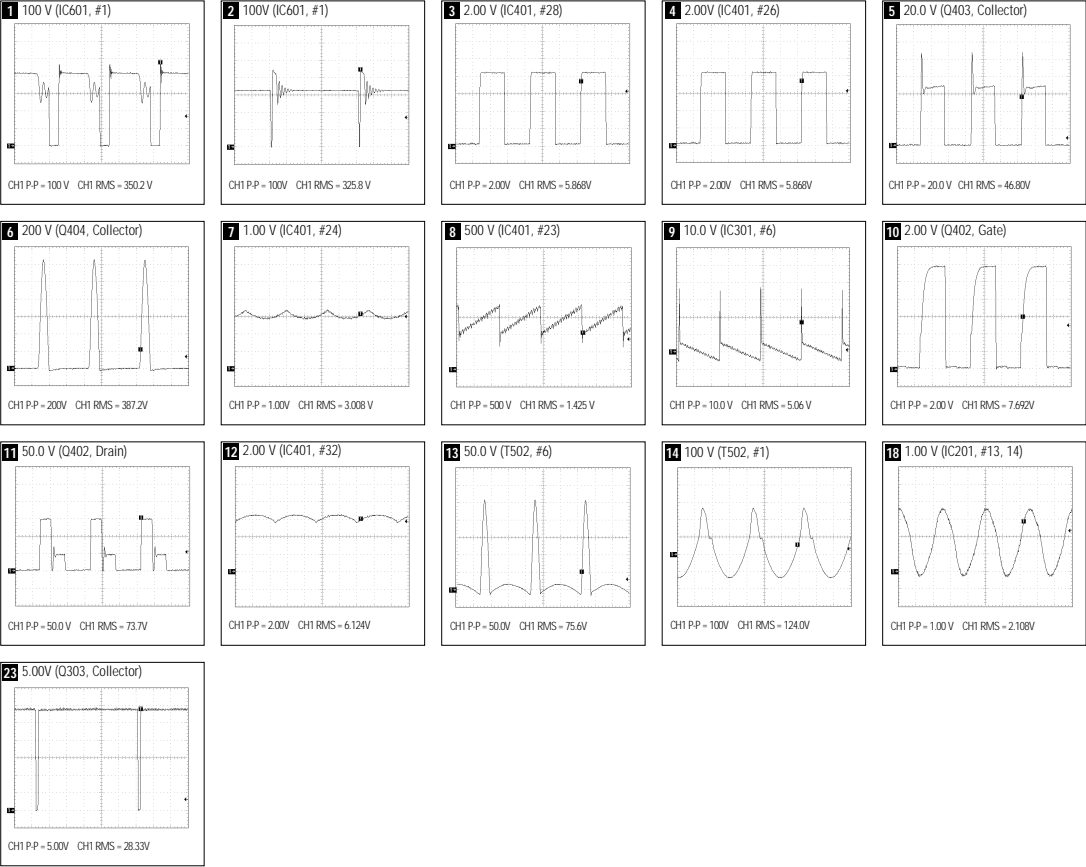 1 100 V (IC601, #1)
CH1 P-P = 100 V CH1 RMS = 350.2 V
2 100V (IC601, #1)
CH1 P-P = 100V CH1 RMS = 325.8 V
3 2.00 V (IC401, #28)
CH1 P-P = 2.00V CH1 RMS = 5.868V
4 2.00V (IC401, #26)
CH1 P-P = 2.00V CH1 RMS = 5.868V
5 20.0 V (Q403, Collector)
CH1 P-P = 20.0 V CH1 RMS = 46.80V
6 200 V (Q404, Collector)
CH1 P-P = 200V CH1 RMS = 387.2V
7 1.00 V (IC401, #24)
CH1 P-P = 1.00V CH1 RMS = 3.008 V
8 500 V (IC401, #23)
CH1 P-P = 500 V CH1 RMS = 1.425 V
9 10.0 V (IC301, #6)
CH1 P-P = 10.0 V CH1 RMS = 5.06 V
10 2.00 V (Q402, Gate)
CH1 P-P = 2.00 V CH1 RMS = 7.692V
11 50.0 V (Q402, Drain)
CH1 P-P = 50.0 V CH1 RMS = 73.7V
12 2.00 V (IC401, #32)
CH1 P-P = 2.00V CH1 RMS = 6.124V
13 50.0 V (T502, #6)
CH1 P-P = 50.0V CH1 RMS = 75.6V
14 100 V (T502, #1)
CH1 P-P = 100V CH1 RMS = 124.0V
18 1.00 V (IC201, #13, 14)
CH1 P-P = 1.00 V CH1 RMS = 2.108V
23 5.00V (Q303, Collector)
CH1 P-P = 5.00V CH1 RMS = 28.33V